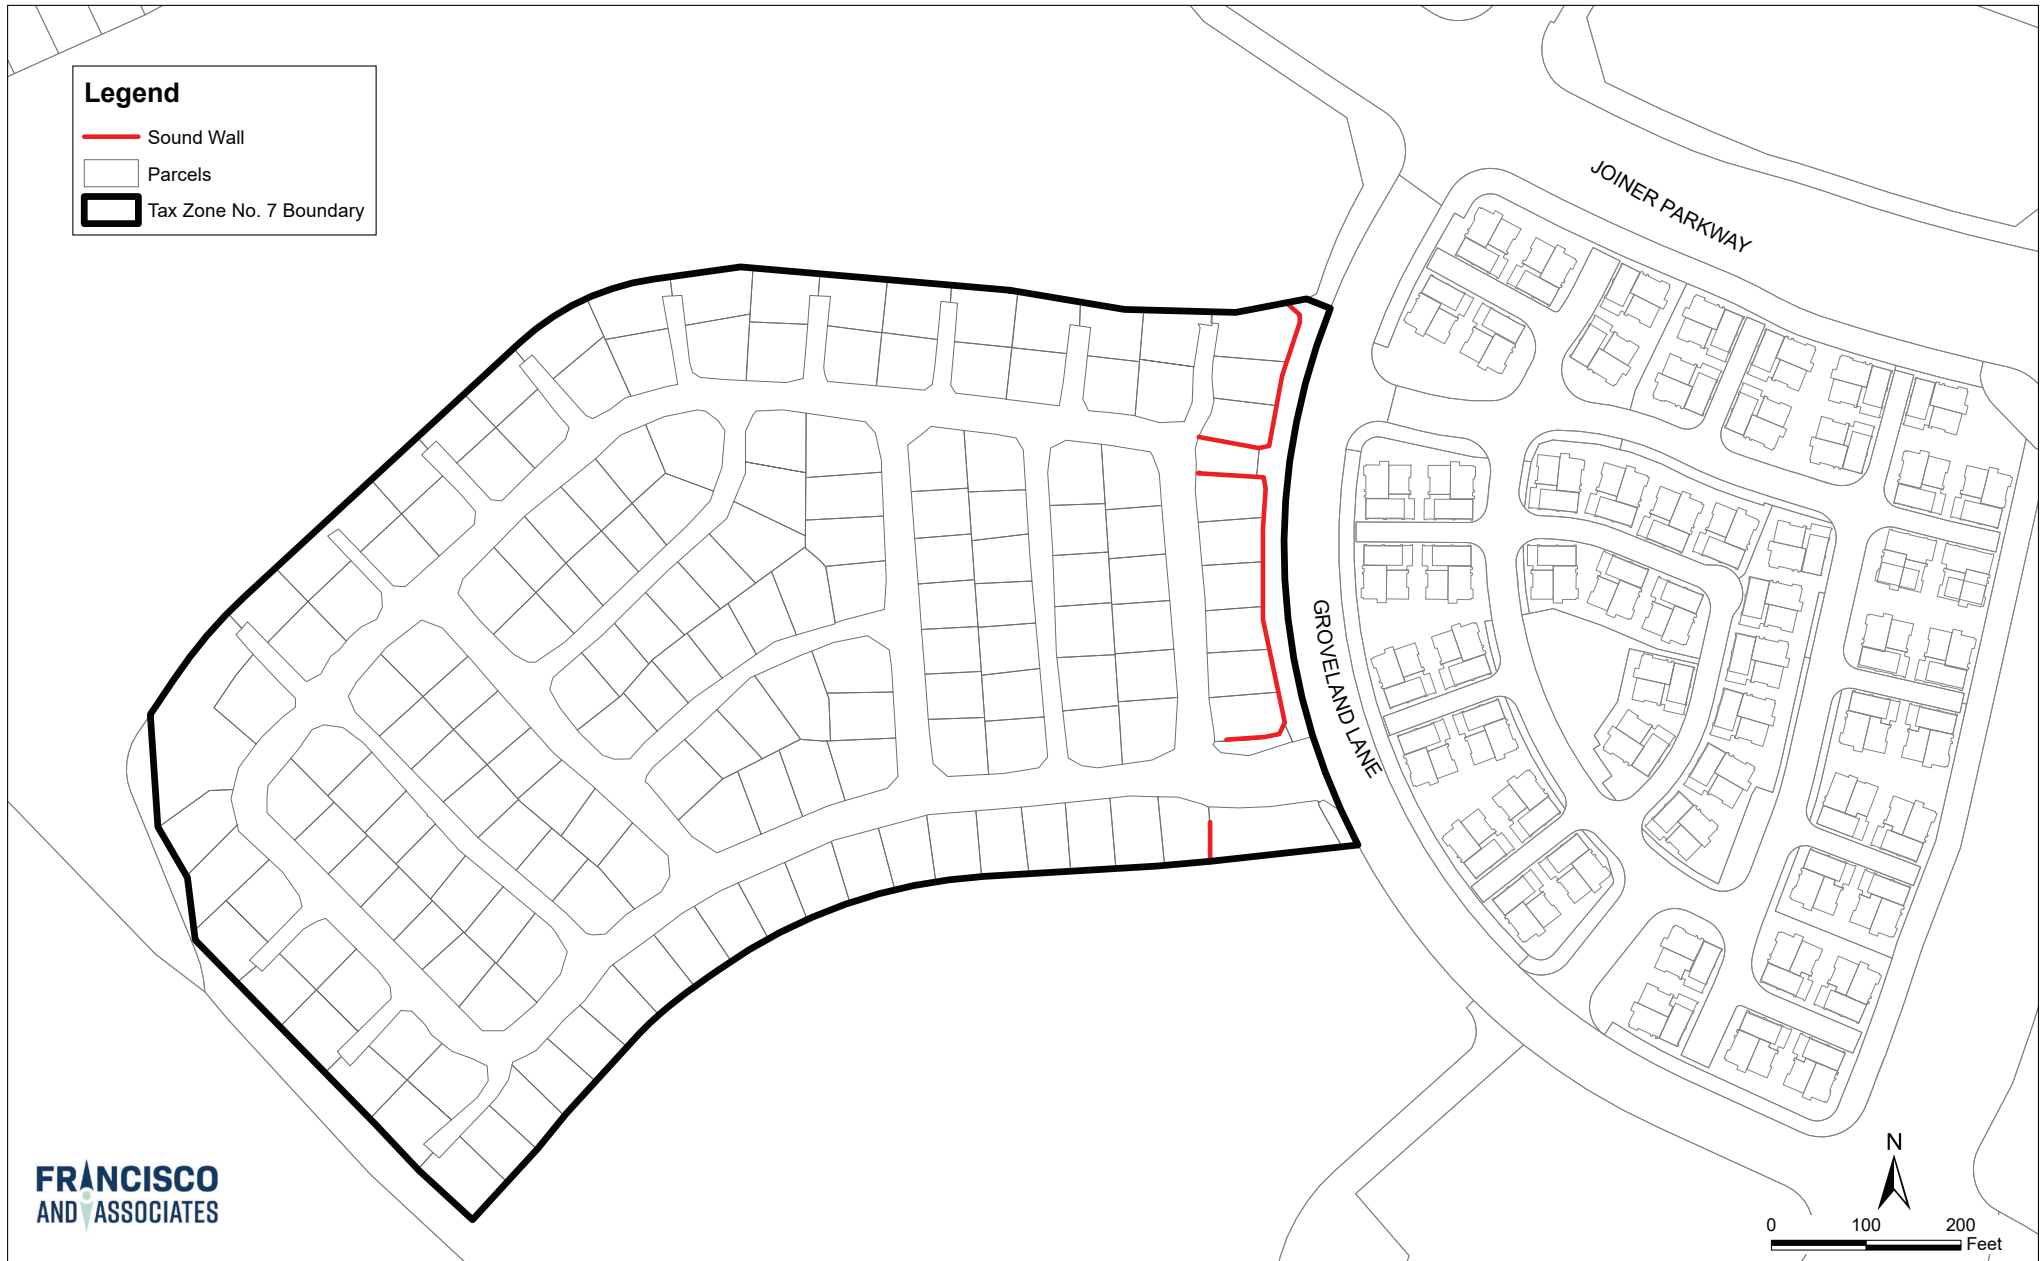 Legend
Sound Wall
Parcels
Tax Zone No. 7 Boundary
JOINER PARKWAY
GROVELAND LANE
FRANCISCO
AND ASSOCIATES
N
0 100 200
Feet